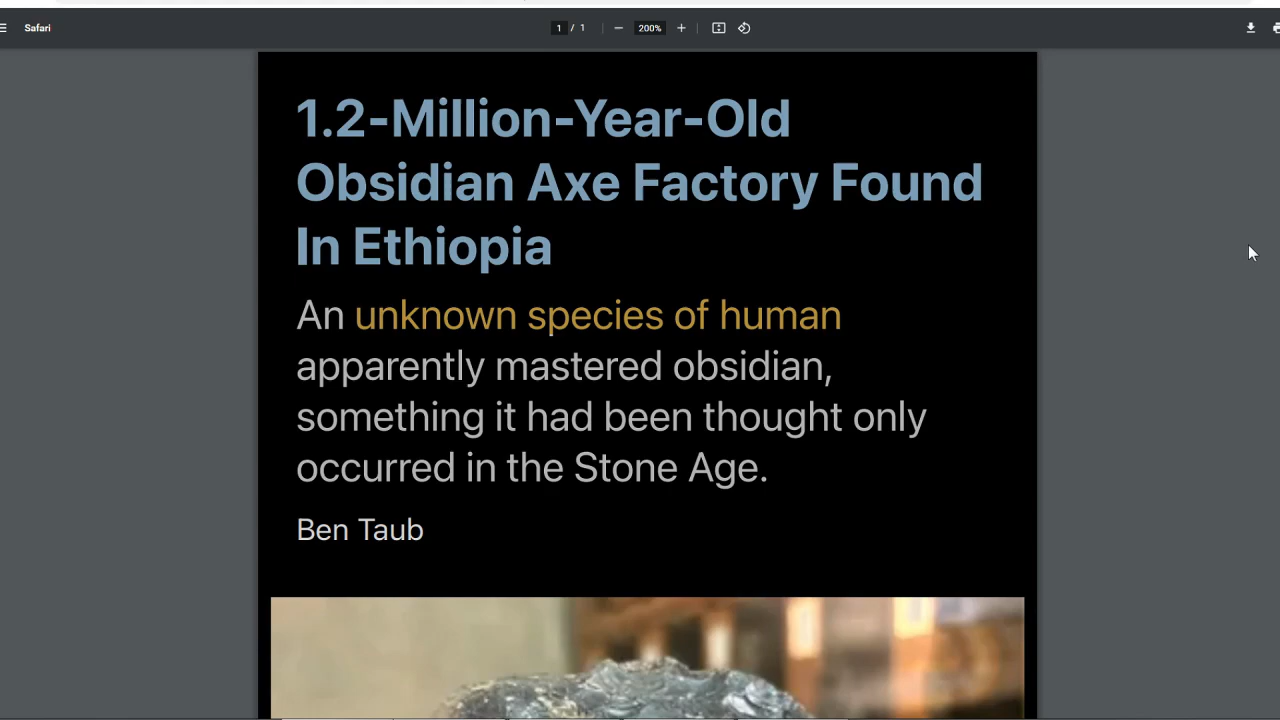 Safari
1 / 1
200%
1.2-Million-Year-Old
Obsidian Axe Factory Found
In Ethiopia
An unknown species of human
apparently mastered obsidian,
something it had been thought only
occurred in the Stone Age.
Ben Taub